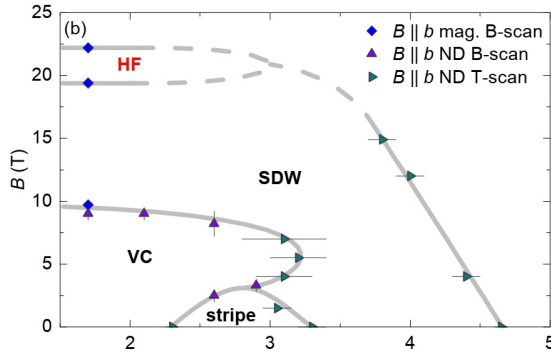 (b)
B || b mag. B-scan
B || b ND B-scan
B || b ND T-scan
HF
SDW
VC
stripe
B (T)
25
20
15
10
5
0
2
3
4
5